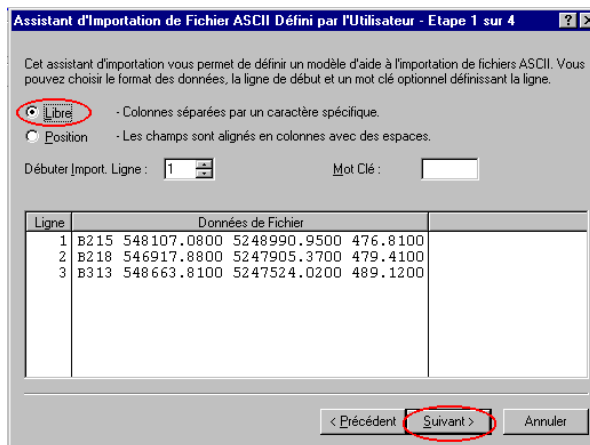 Assistant d'Importation de Fichier ASCII Défini par l'Utilisateur - Etape 1 sur 4
Cet assistant d'importation vous permet de définir un modèle d'aide à l'importation de fichiers ASCII. Vous
pouvez choisir le format des données, la ligne de début et un mot clé optionnel définissant la ligne.
Libre - Colonnes séparées par un caractère spécifique.
Position - Les champs sont alignés en colonnes avec des espaces.
Débuter Import. Ligne : 1 Mot Clé :
Ligne Données de Fichier
1 B215 548107.0800 5248990.9500 476.8100
2 B218 546917.8800 5247905.3700 479.4100
3 B313 548663.8100 5247524.0200 489.1200
< Précédent Suivant > Annuler